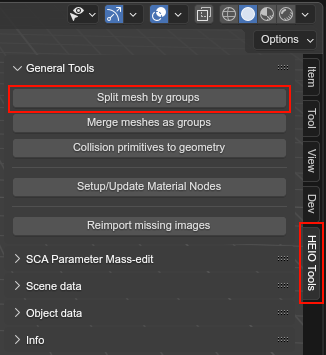 Options
General Tools
Split mesh by groups
Merge meshes as groups
Collision primitives to geometry
Setup/Update Material Nodes
Reimport missing images
SCA Parameter Mass-edit
Scene data
Object data
Info
Item
Tool
View
Dev
HEIO Tools